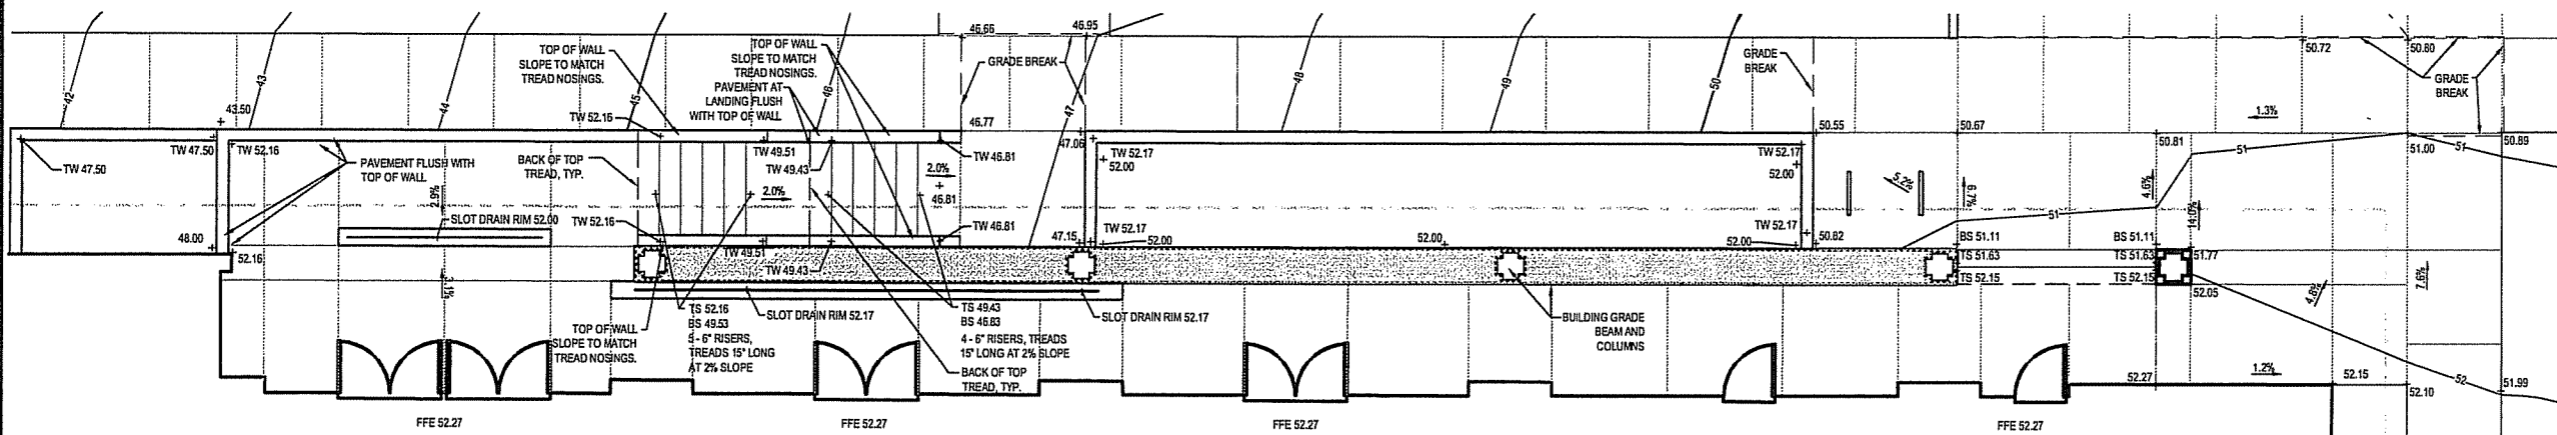 46.66
46.95
50.72
50.80
TOP OF WALL
SLOPE TO MATCH
TREAD NOSINGS.
TOP OF WALL
SLOPE TO MATCH
TREAD NOSINGS.
PAVEMENT AT
LANDING FLUSH
WITH TOP OF WALL
GRADE BREAK
GRADE
BREAK
GRADE
BREAK
42
43
44
45
46
47
48
49
50
43.50
TW 52.16
46.77
50.55
50.67
1.3%
TW 47.50
TW 47.50
TW 52.16
PAVEMENT FLUSH WITH
TOP OF WALL
BACK OF TOP
TREAD, TYP.
TW 49.51
TW 49.43
TW 46.81
47.06
TW 52.17
52.00
TW 52.17
52.00
50.81
51
51.00
51
50.89
2.9%
2.0%
2.0%
46.81
5.2%
6.7%
4.6%
14.0%
SLOT DRAIN RIM 52.00
48.00
52.16
TW 52.16
TW 49.51
TW 49.43
TW 46.81
47.15
TW 52.17
52.00
52.00
52.00
TW 52.17
50.82
51
BS 51.11
BS 51.11
TS 51.63
TS 51.63
51.77
TS 52.15
TS 52.15
52.05
4.8%
7.6%
3.1%
TOP OF WALL
SLOPE TO MATCH
TREAD NOSINGS.
TS 52.16
BS 49.53
5 - 6" RISERS,
TREADS 15" LONG
AT 2% SLOPE
SLOT DRAIN RIM 52.17
TS 49.43
BS 46.83
4 - 6" RISERS, TREADS
15" LONG AT 2% SLOPE
BACK OF TOP
TREAD, TYP.
SLOT DRAIN RIM 52.17
BUILDING GRADE
BEAM AND
COLUMNS
52.27
1.2%
52.15
52
51.99
52.10
FFE 52.27
FFE 52.27
FFE 52.27
FFE 52.27